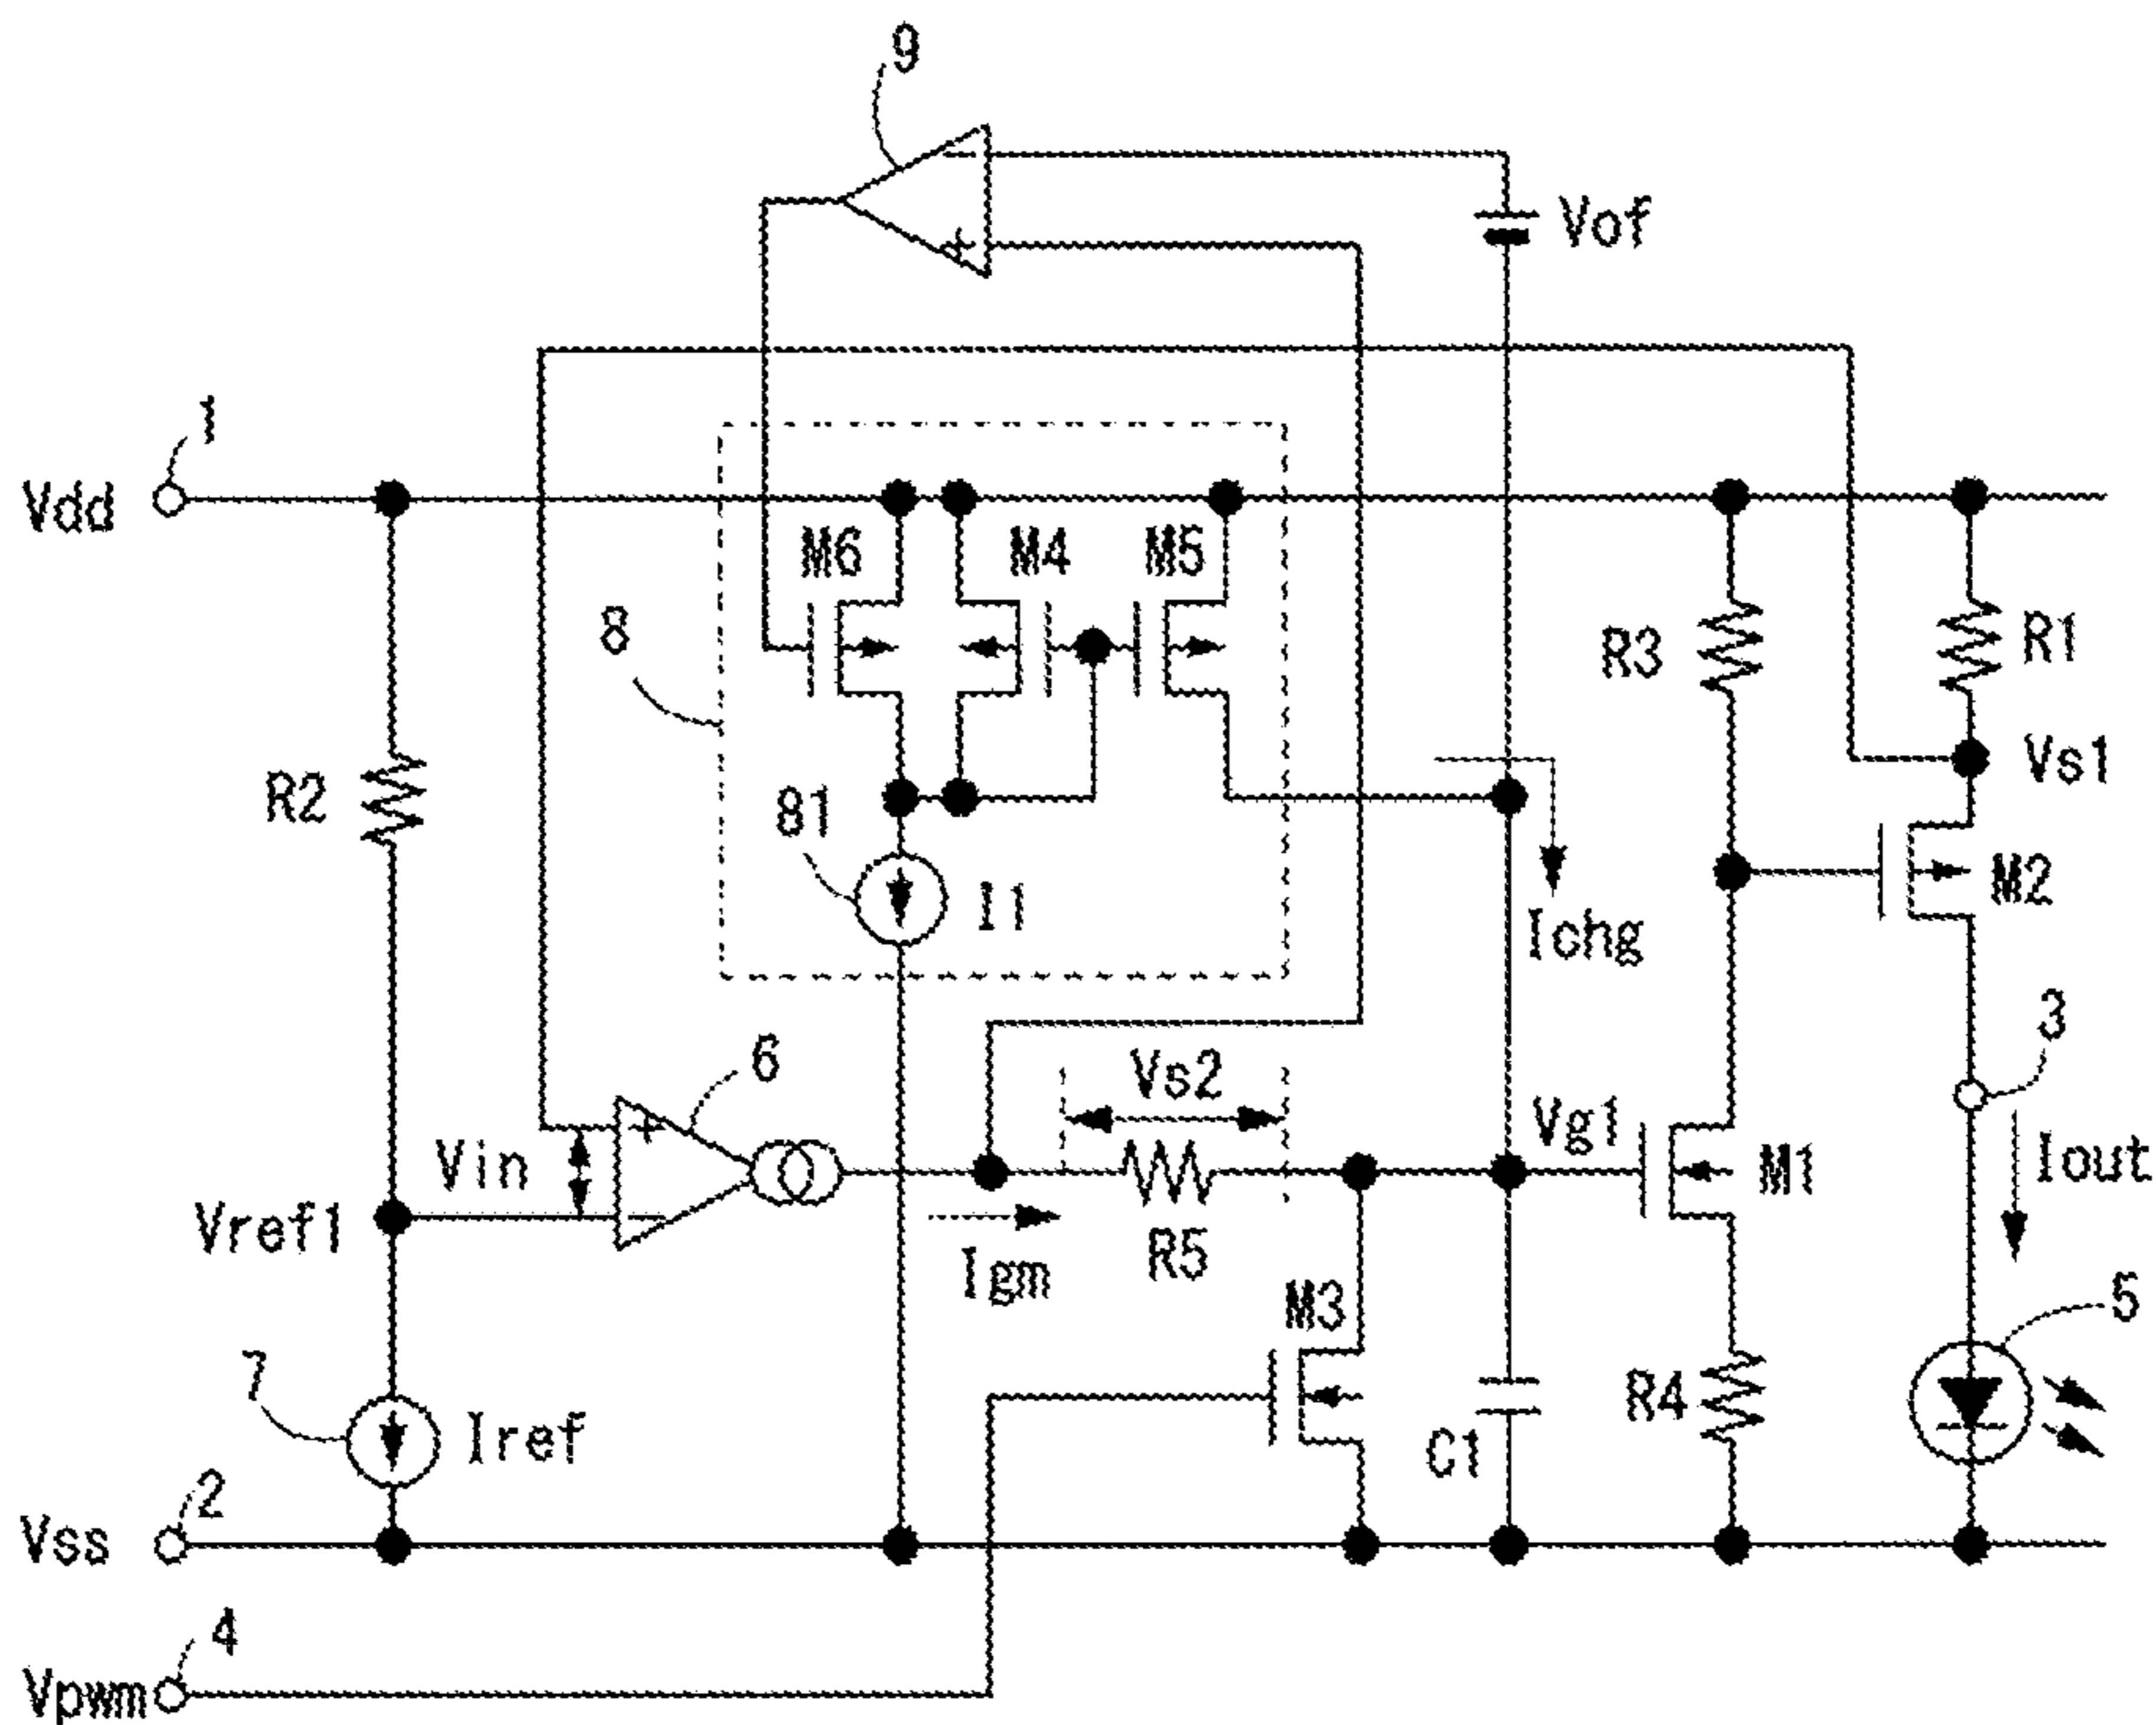 9
Vof
1
Vdd
M6
M4
M5
8
R3
R1
R2
Vs1
81
I1
M2
Ichg
3
6
Vs2
Vin
+
−
Vg1
M1
Iout
Vref1
Igm
R5
M3
5
7
Iref
R4
C1
2
Vss
4
Vpwm